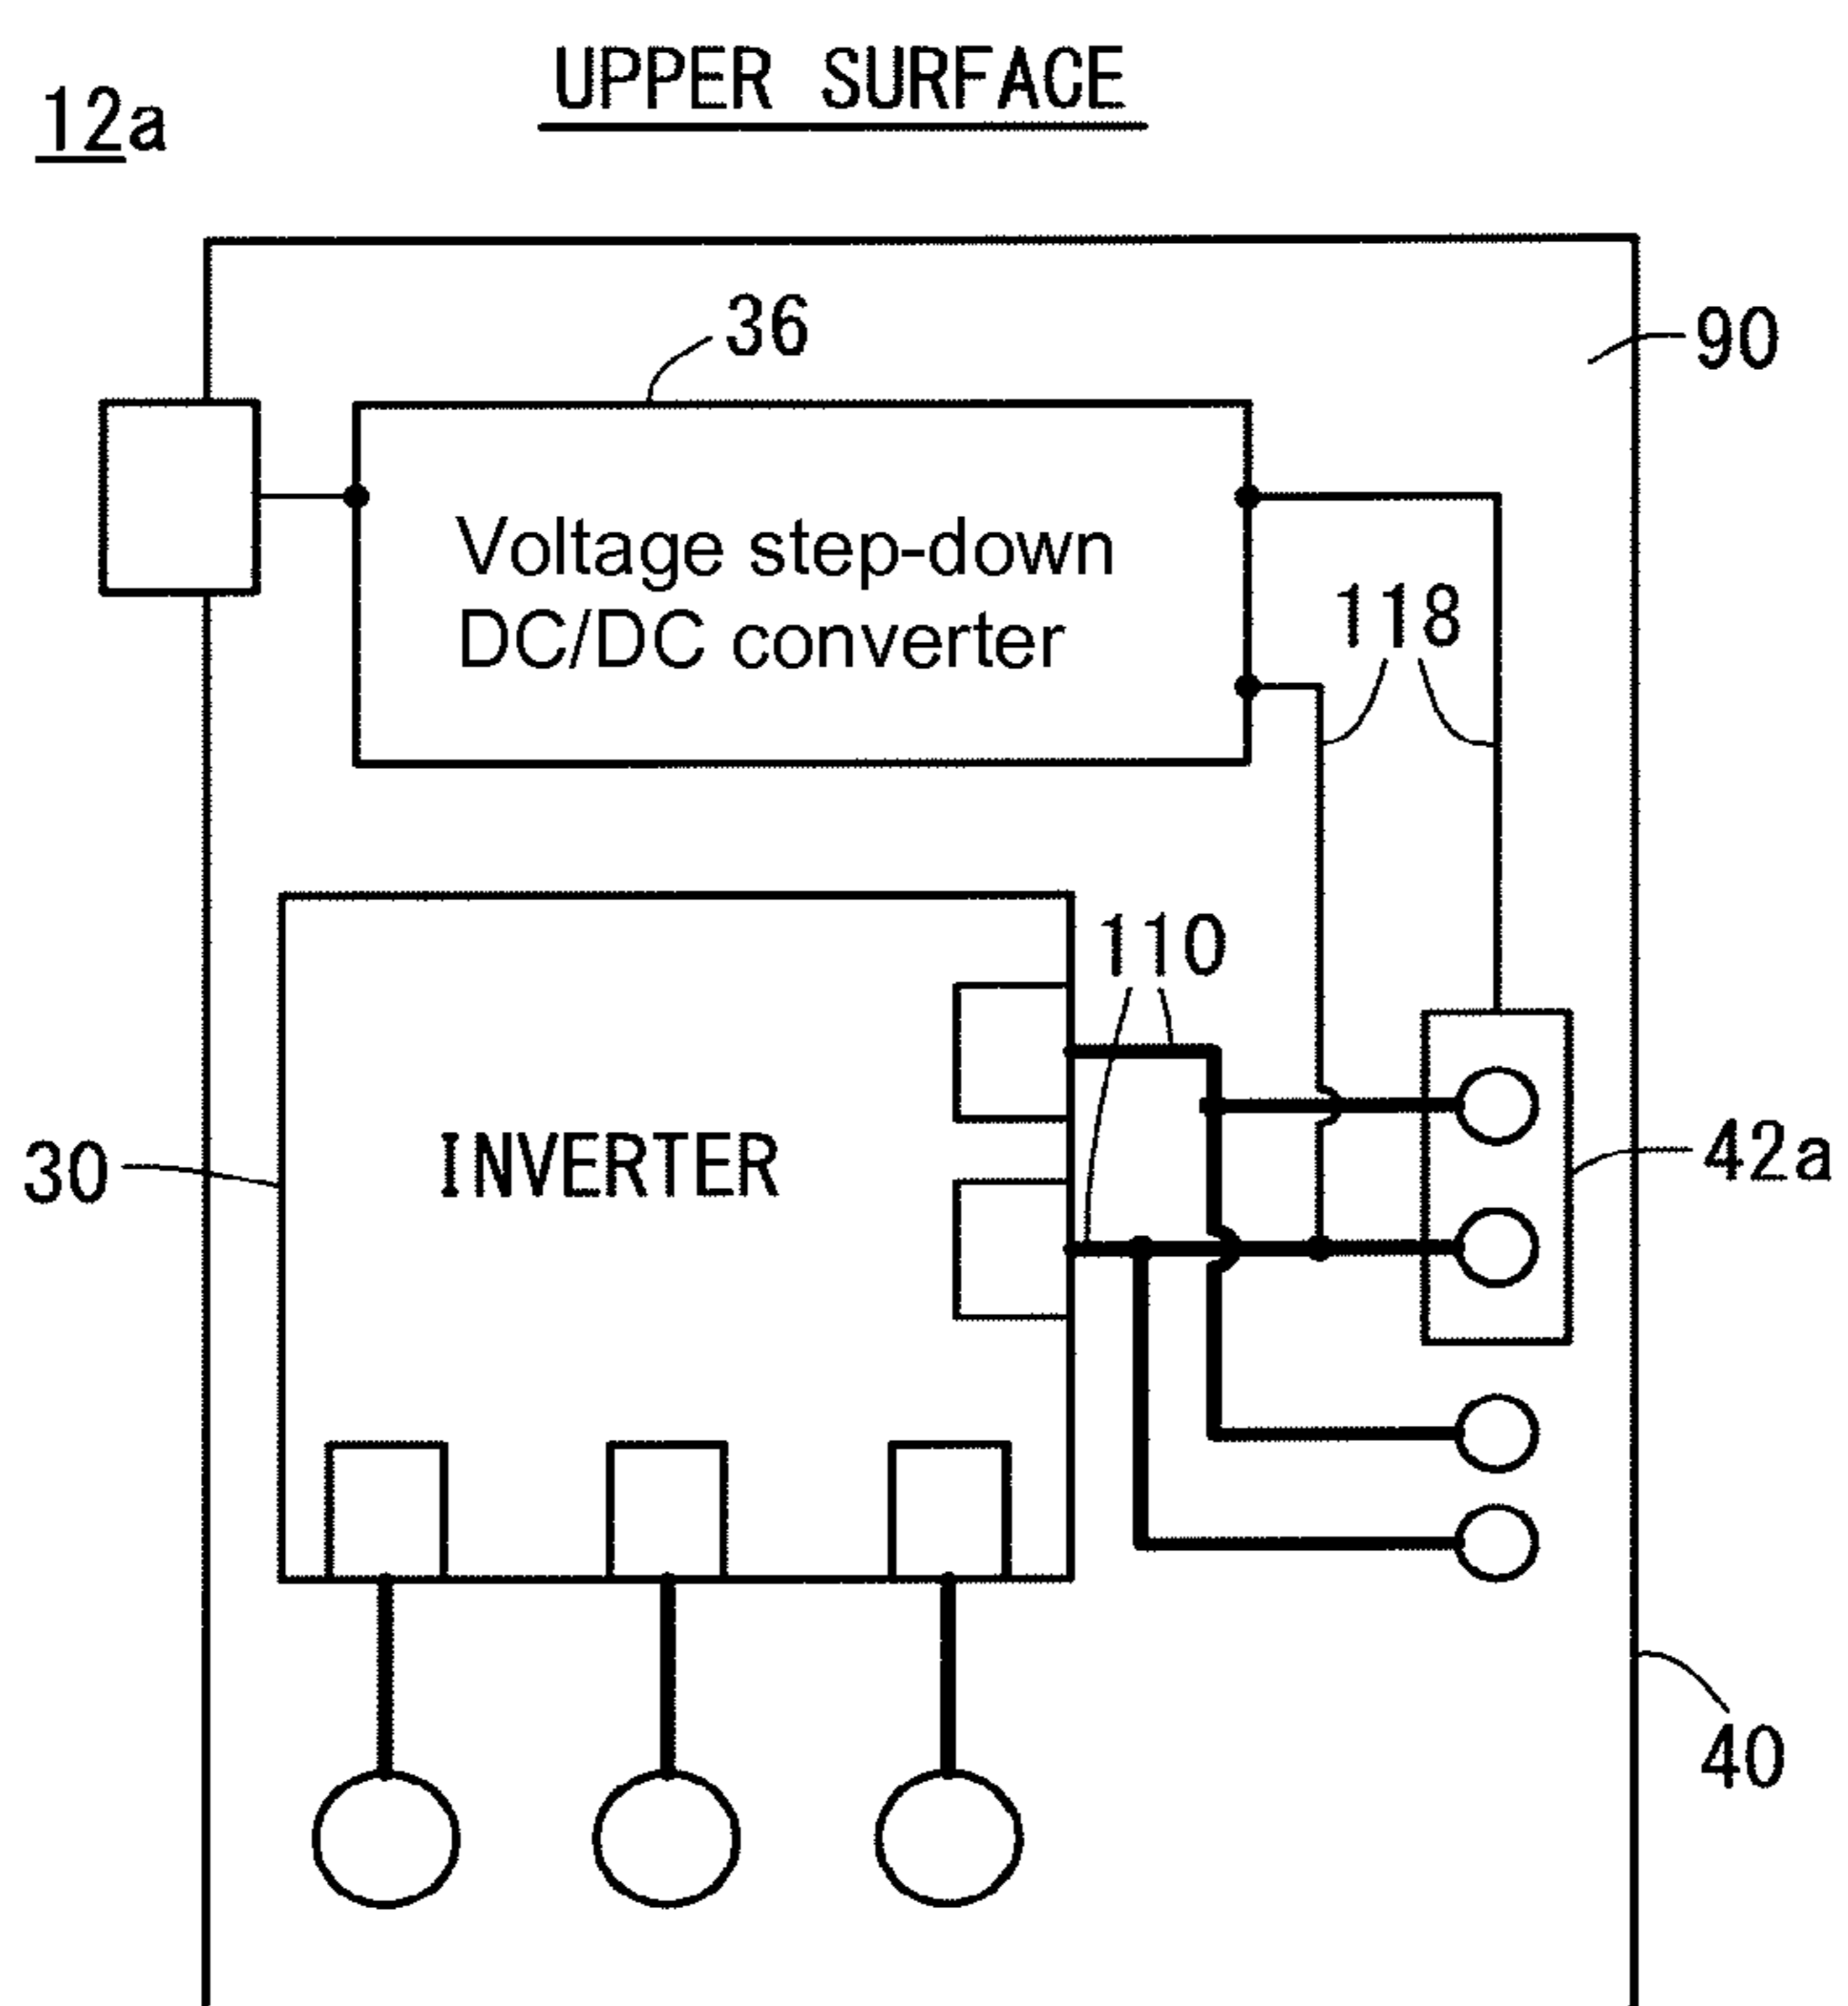 UPPER SURFACE
12a
36
90
Voltage step-down
DC/DC converter
118
110
INVERTER
30
42a
40